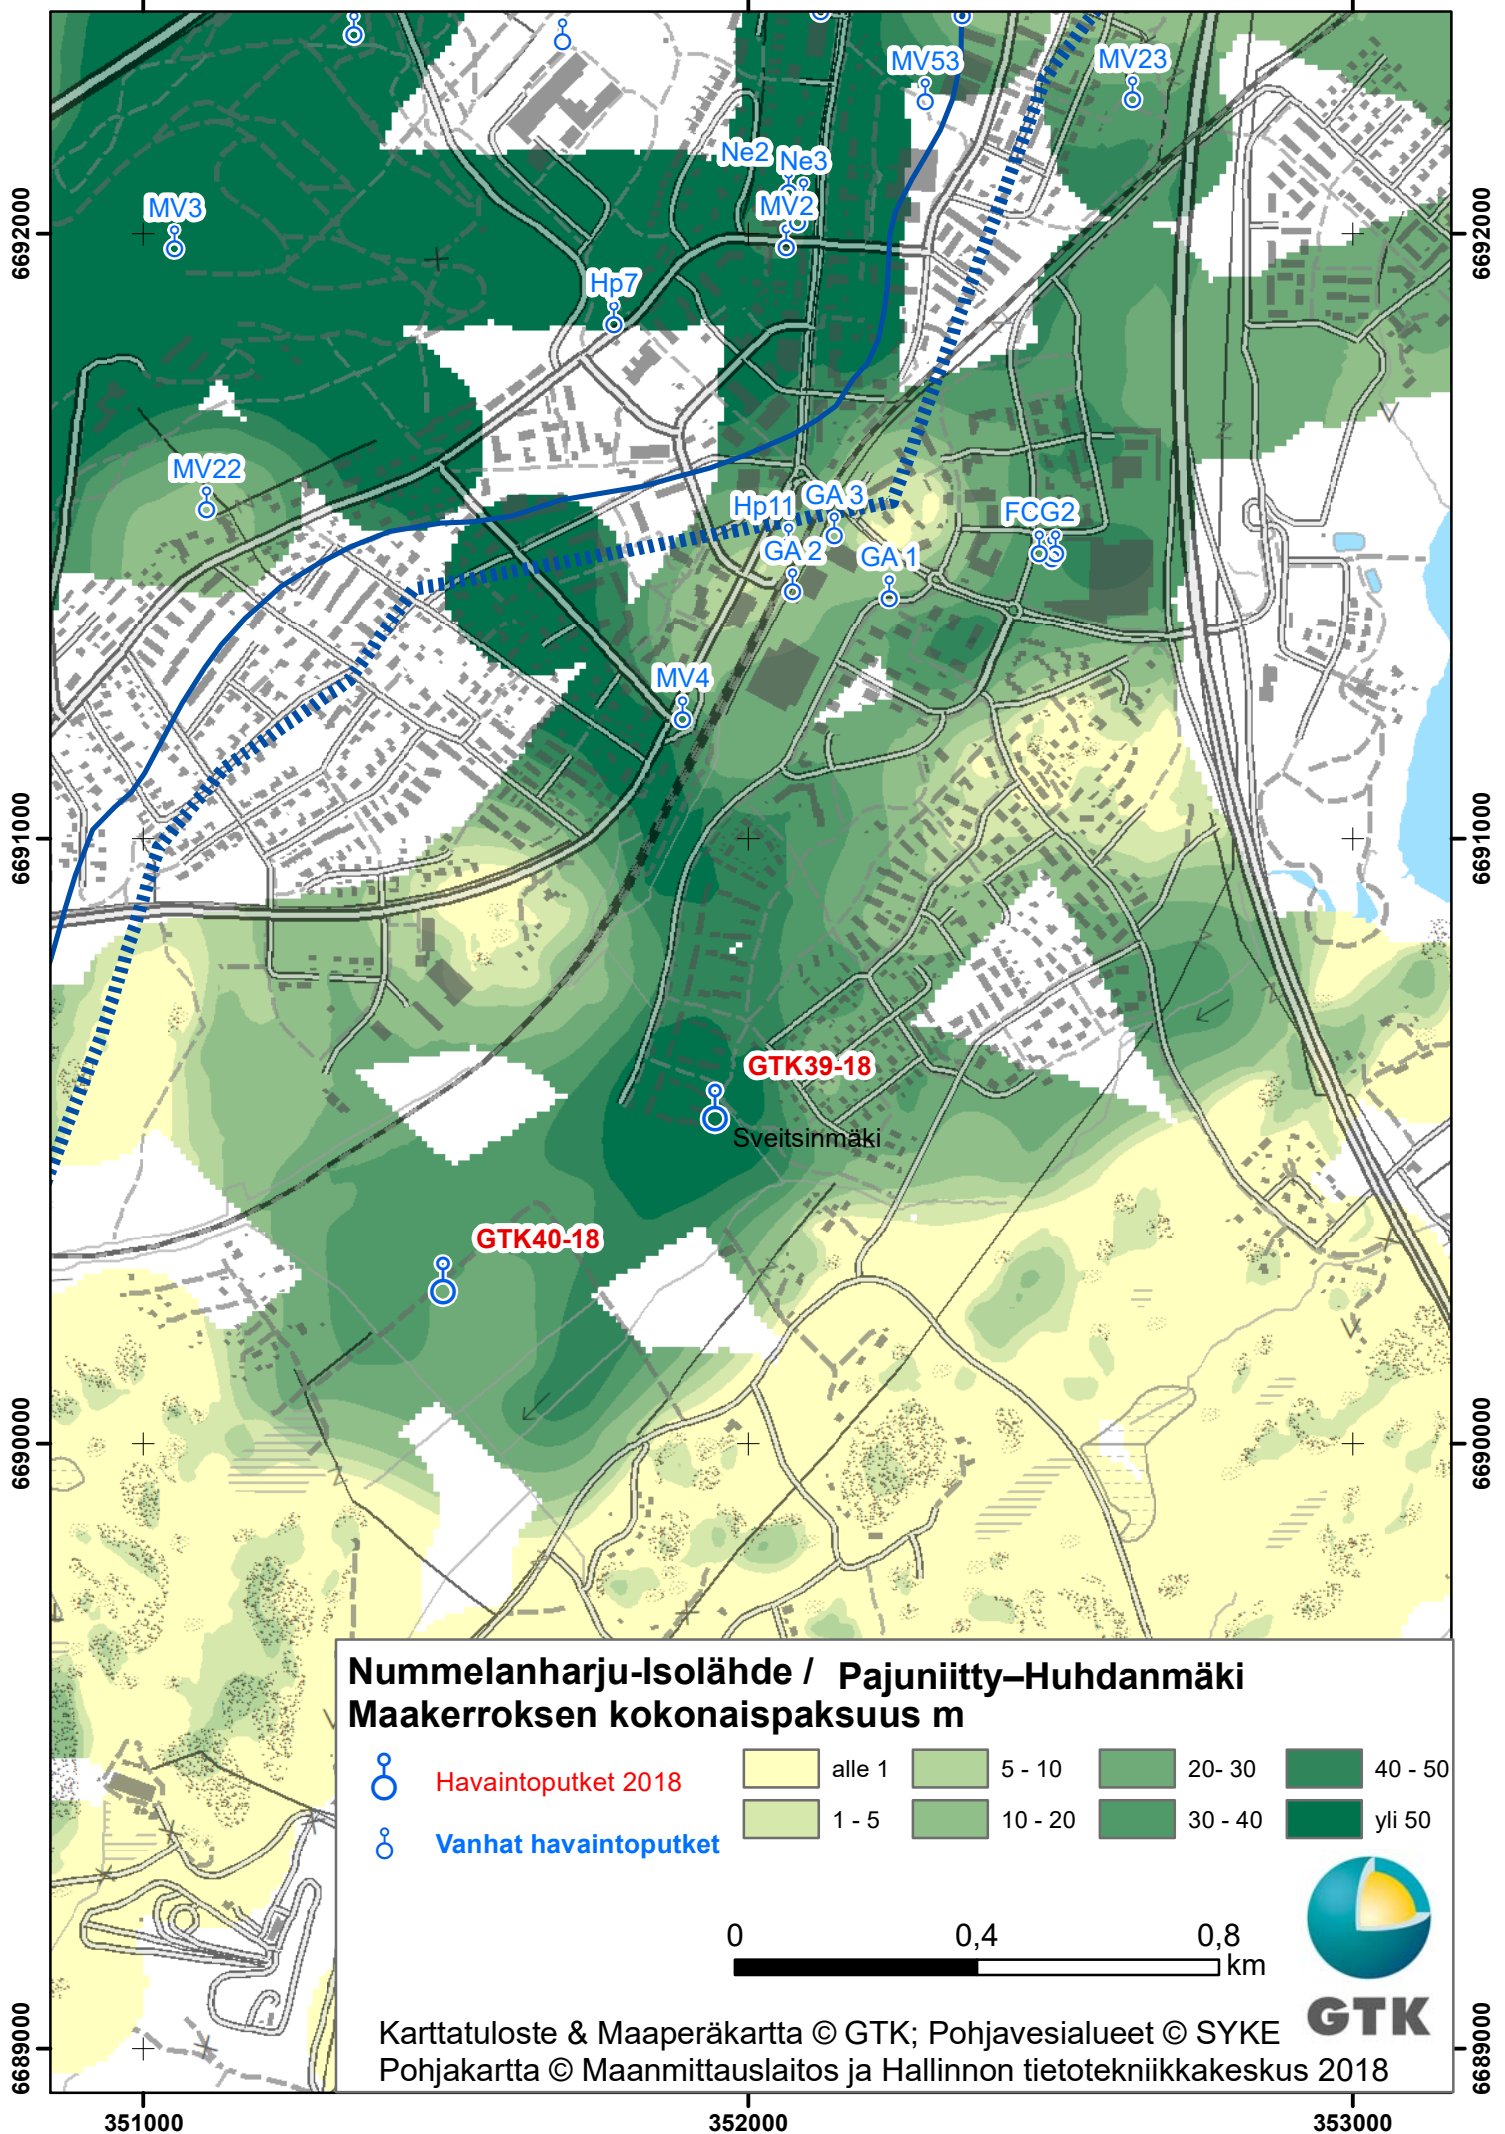 MV53
MV23
Ne2
Ne3
MV3
MV2
6692000
6692000
Hp7
MV22
Hp11
GA 3
FCG2
GA 2
GA 1
MV4
6691000
6691000
GTK39-18
Sveitsinmäki
GTK40-18
6690000
6690000
Nummelanharju-Isolähde / Pajuniitty–Huhdanmäki
Maakerroksen kokonaispaksuus m
Havaintoputket 2018
Vanhat havaintoputket
alle 1
5 - 10
20- 30
40 - 50
1 - 5
10 - 20
30 - 40
yli 50
0
0,4
0,8
km
GTK
Karttatuloste & Maaperäkartta © GTK; Pohjavesialueet © SYKE
Pohjakartta © Maanmittauslaitos ja Hallinnon tietotekniikkakeskus 2018
6689000
6689000
351000
352000
353000